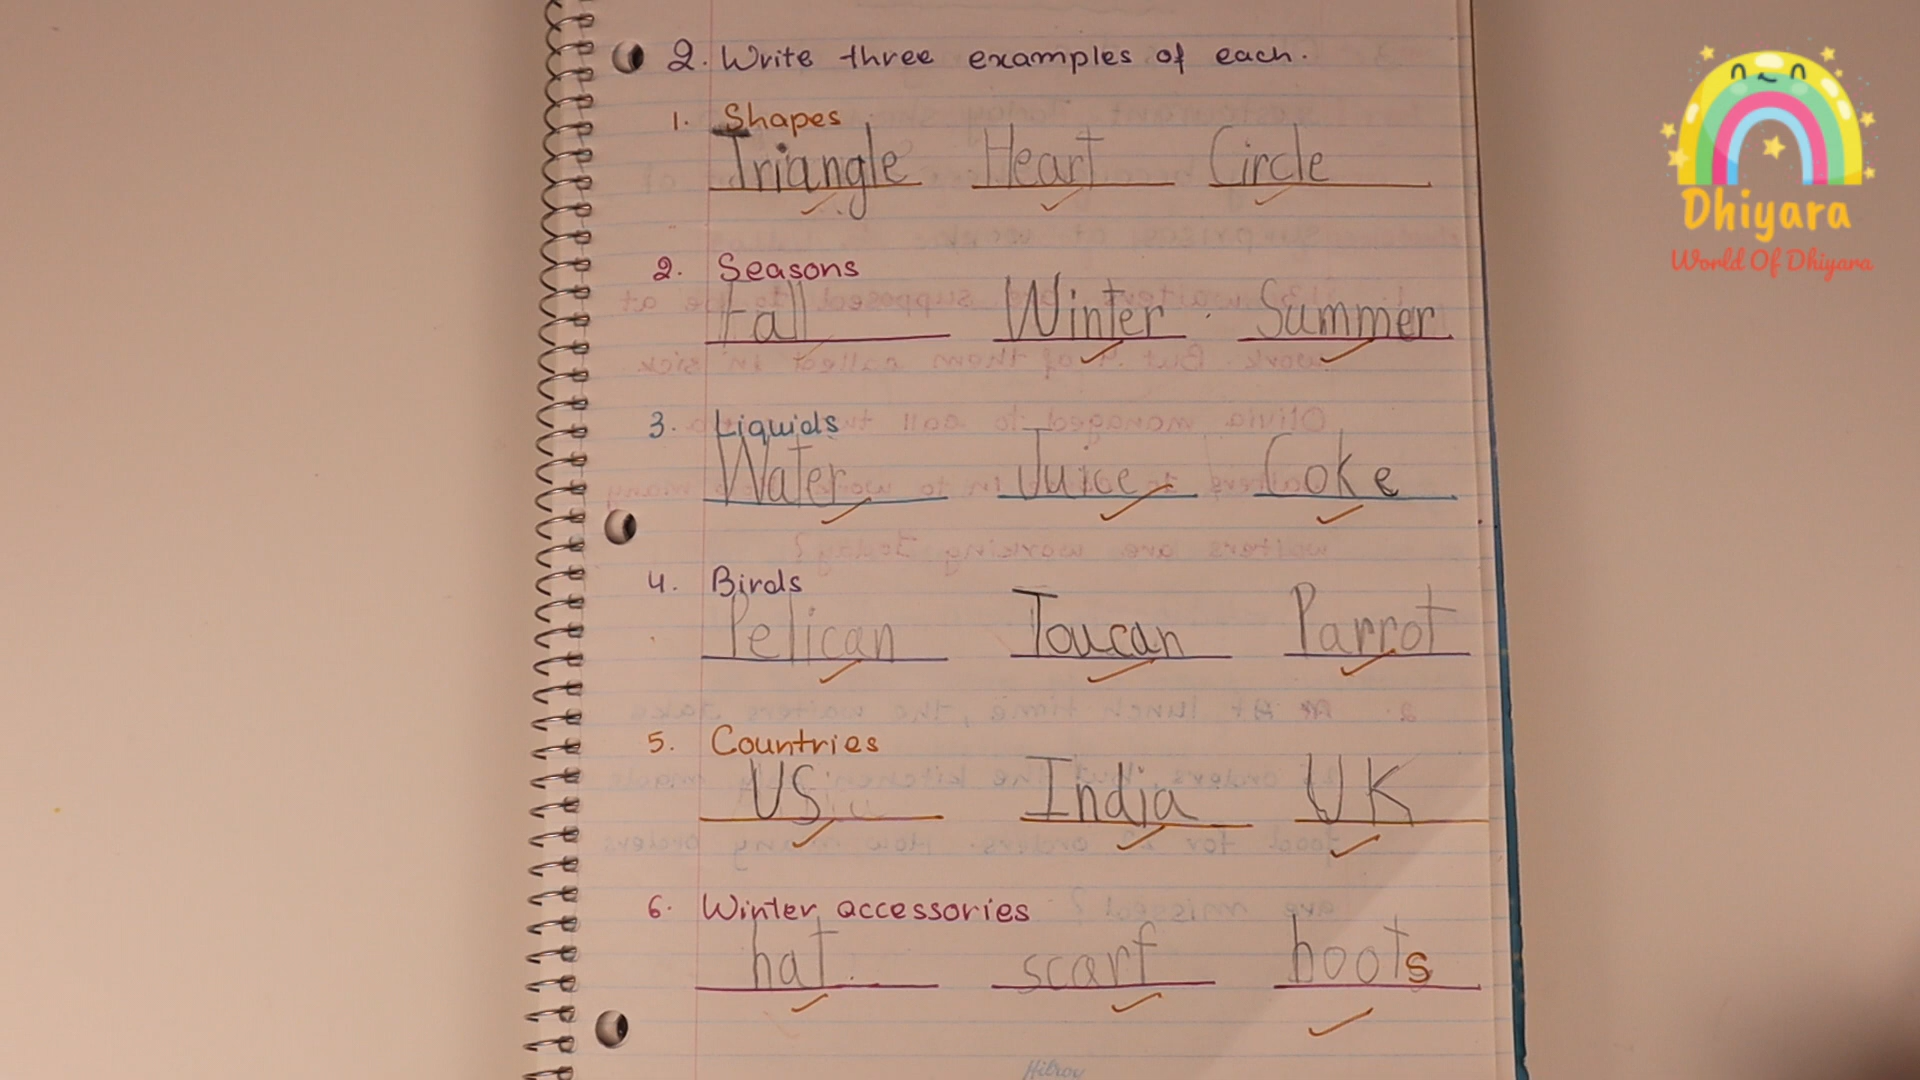 2. Write three examples of each.
1. Shapes
Triangle Heart Circle
2. Seasons
Fall Winter Summer
3. Liquids
Water Juice Coke
4. Birds
Pelican Toucan Parrot
5. Countries
US India UK
6. Winter accessories
hat scarf boots
Hilroy
Dhiyara
World Of Dhiyara